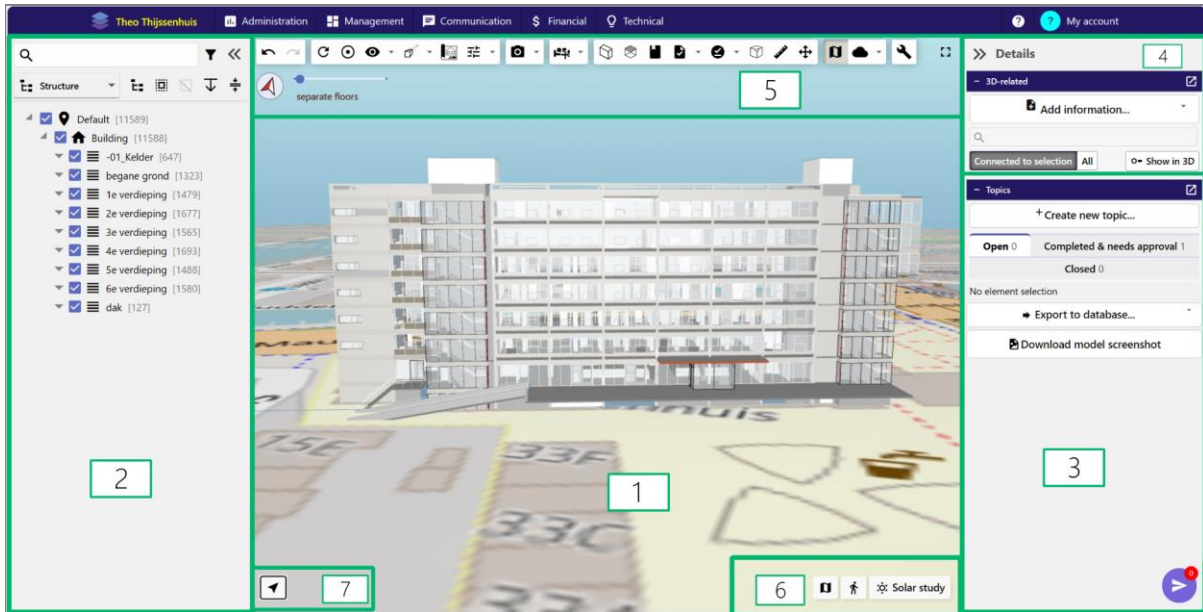 Theo Thijssenhuis
Administration
Management
Communication
$ Financial
Technical
?
? My account
Structure
Default [11589]
Building [11588]
-01_Kelder [647]
begane grond [1323]
1e verdieping [1479]
2e verdieping [1677]
3e verdieping [1565]
4e verdieping [1693]
5e verdieping [1488]
6e verdieping [1580]
dak [127]
2
separate floors
5
15E
33F
33C
1
7
6
Solar study
Details
4
3D-related
Add information...
Connected to selection All
Show in 3D
Topics
+ Create new topic...
Open 0
Completed & needs approval 1
Closed 0
No element selection
Export to database...
Download model screenshot
3
0